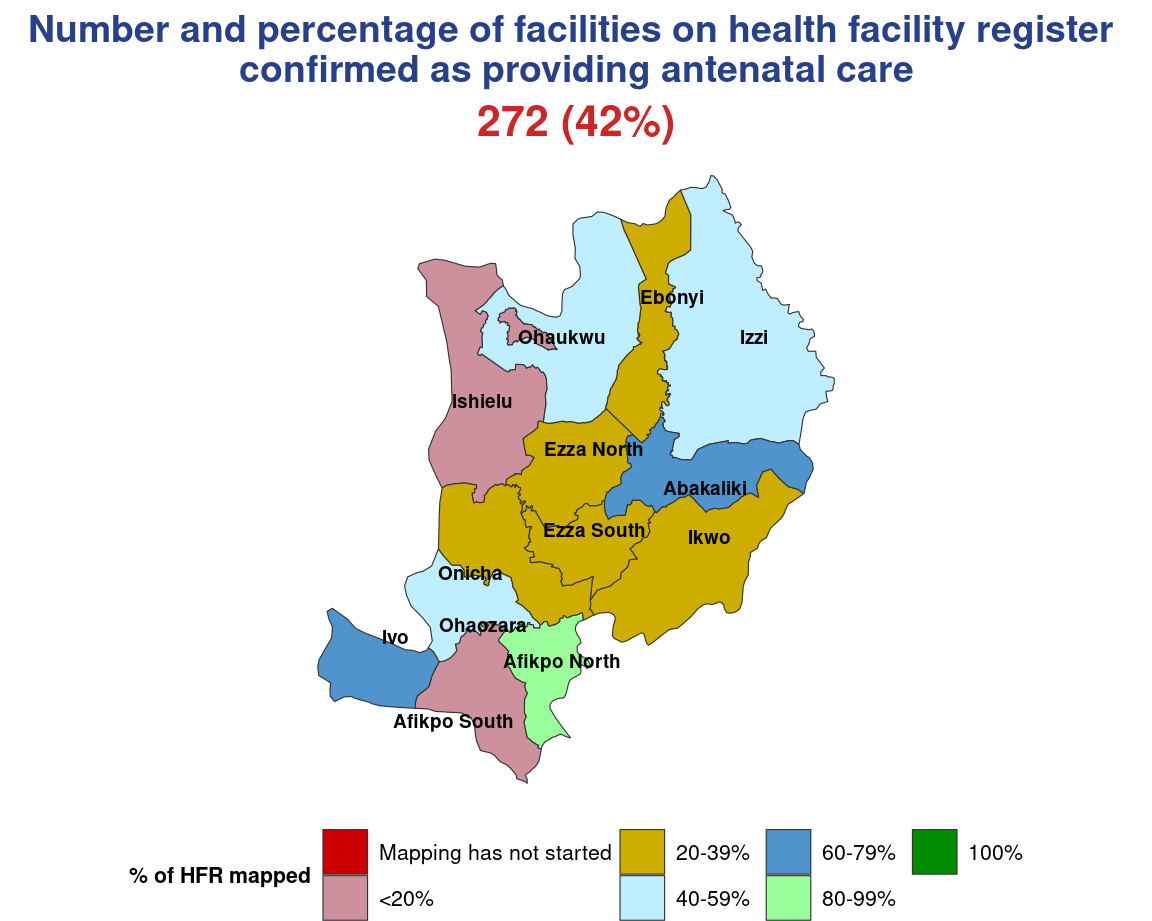 Number and percentage of facilities on health facility register
confirmed as providing antenatal care
272 (42%)
Ebonyi
Ohaukwu
Izzi
Ishielu
Ezza North
Abakaliki
Ezza South
Ikwo
Onicha
Ohaozara
Ivo
Afikpo North
Afikpo South
% of HFR mapped
Mapping has not started
<20%
20-39%
40-59%
60-79%
80-99%
100%